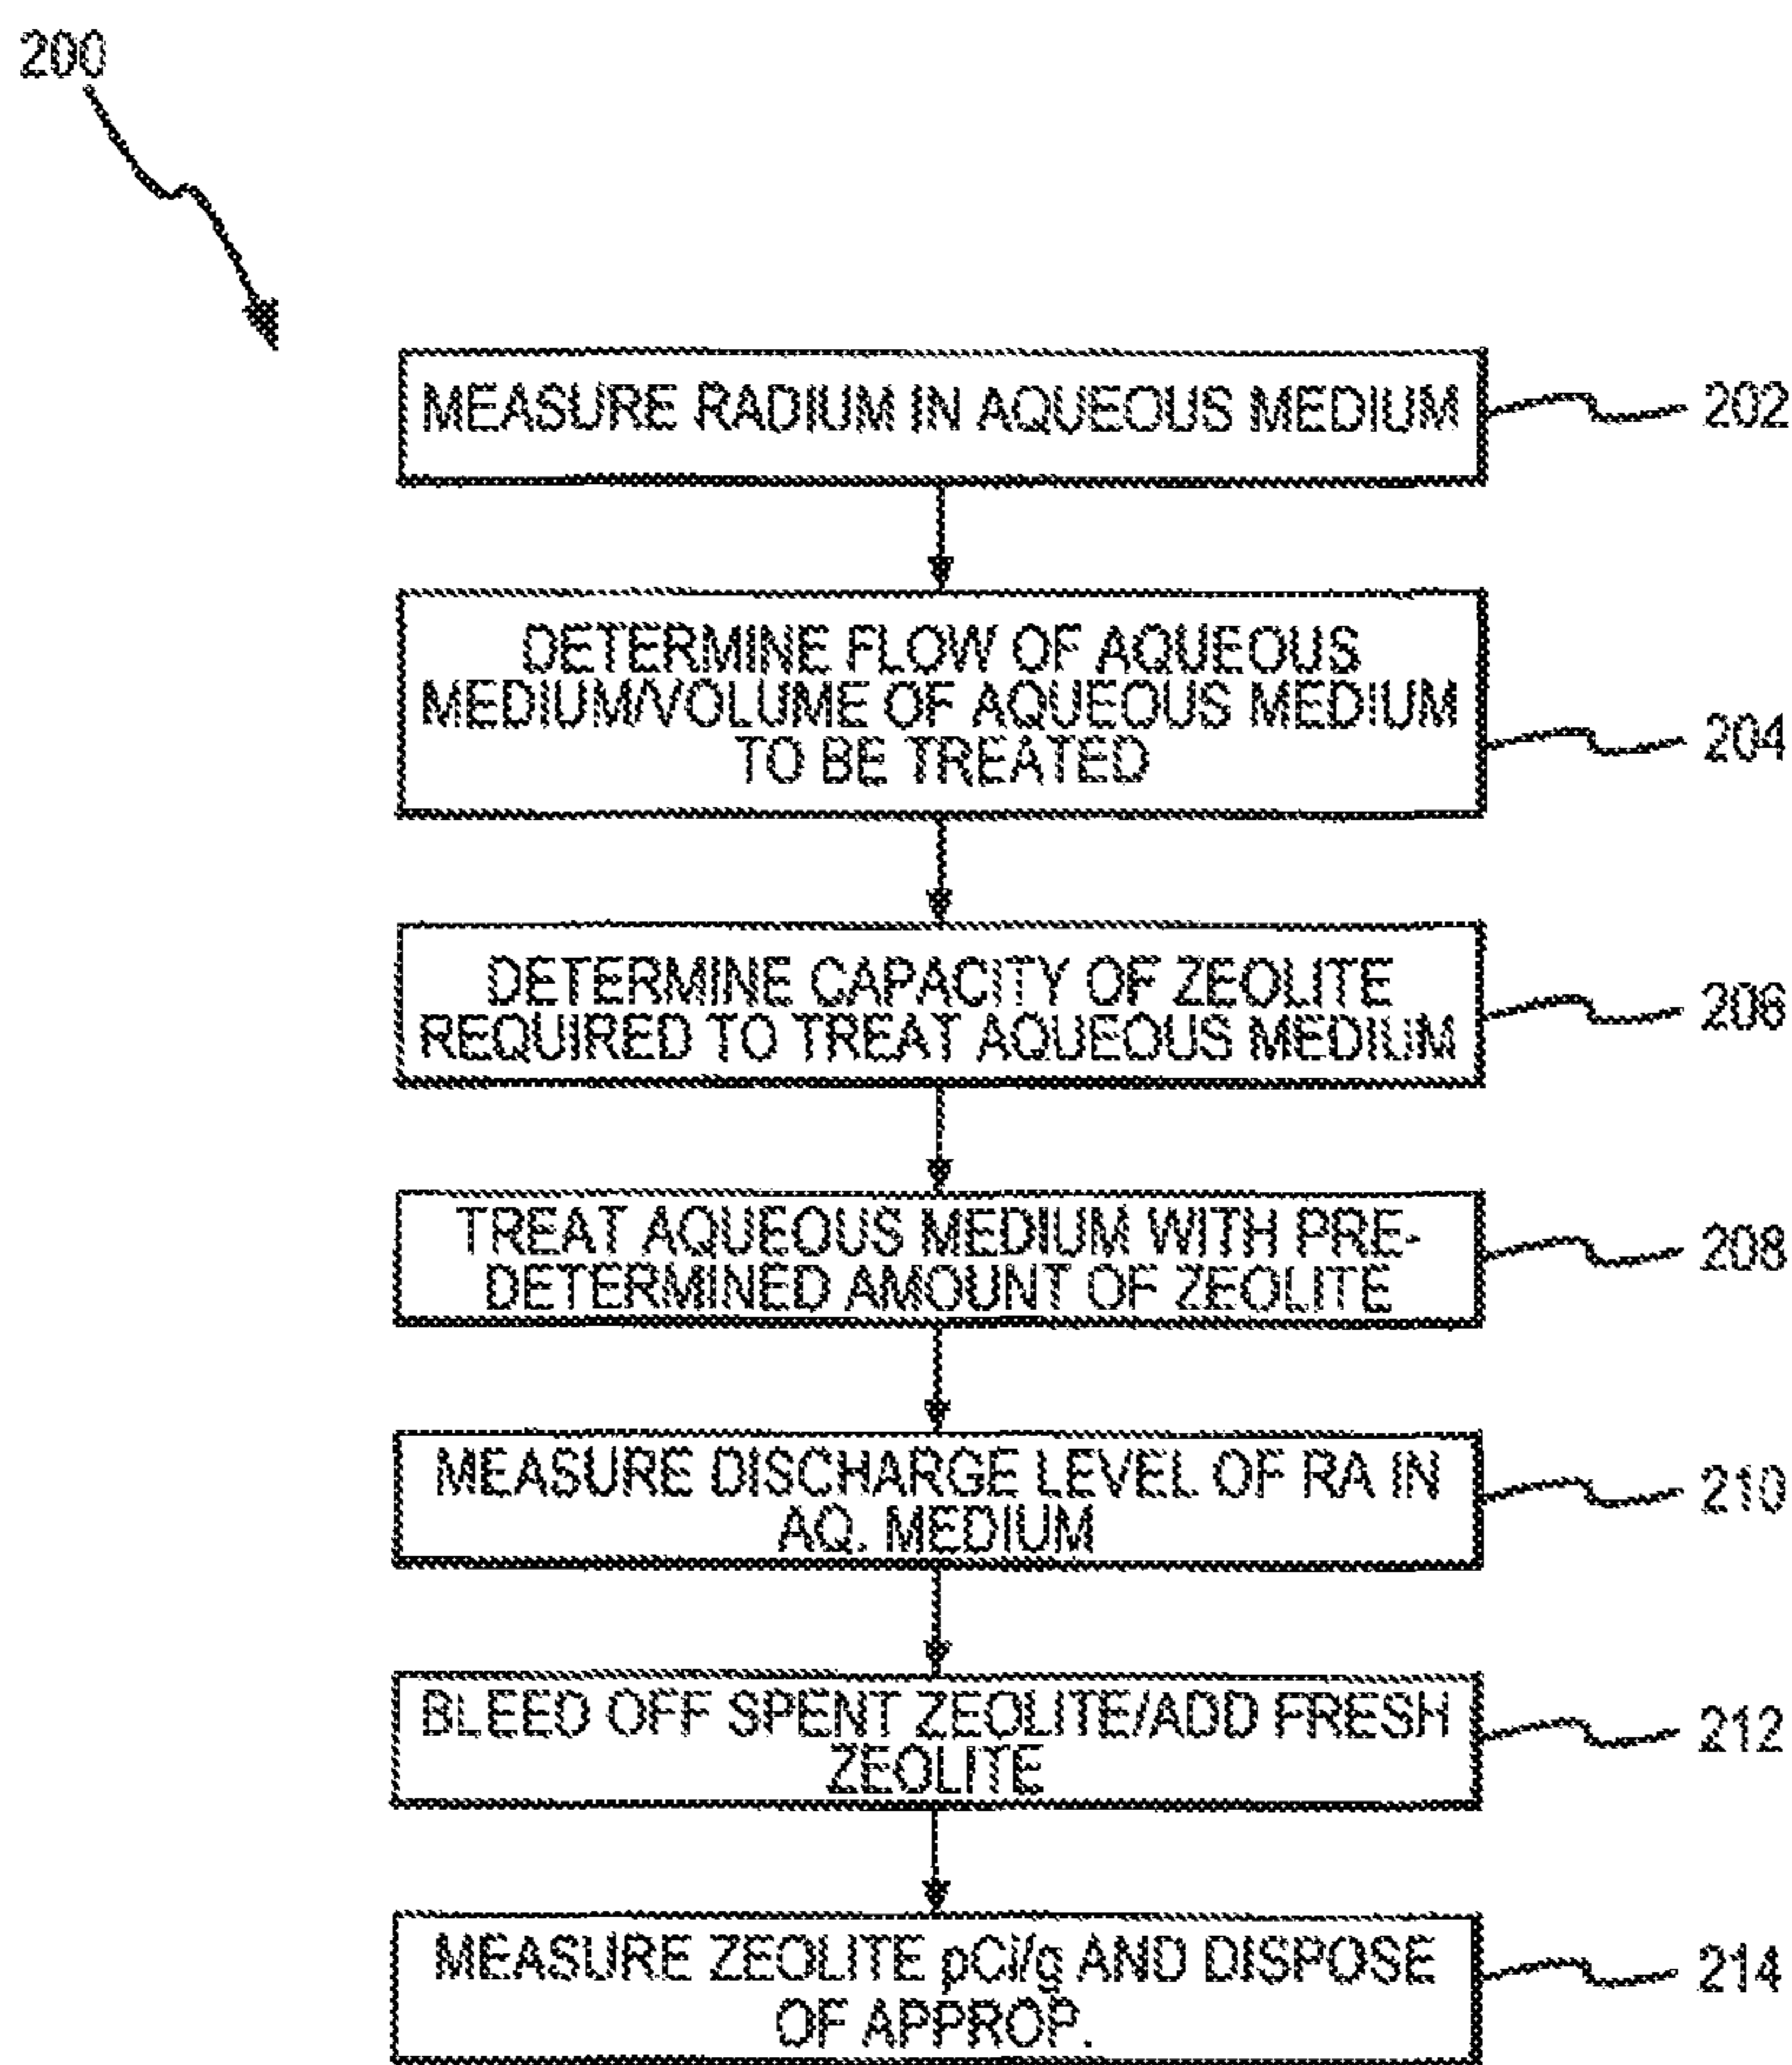 200
MEASURE RADIUM IN AQUEOUS MEDIUM
202
DETERMINE FLOW OF AQUEOUS
MEDIUM/VOLUME OF AQUEOUS MEDIUM
TO BE TREATED
204
DETERMINE CAPACITY OF ZEOLITE
REQUIRED TO TREAT AQUEOUS MEDIUM
206
TREAT AQUEOUS MEDIUM WITH PRE-
DETERMINED AMOUNT OF ZEOLITE
208
MEASURE DISCHARGE LEVEL OF RA IN
AQ. MEDIUM
210
BLEED OFF SPENT ZEOLITE/ADD FRESH
ZEOLITE
212
MEASURE ZEOLITE pCi/g AND DISPOSE
OF APPROP.
214